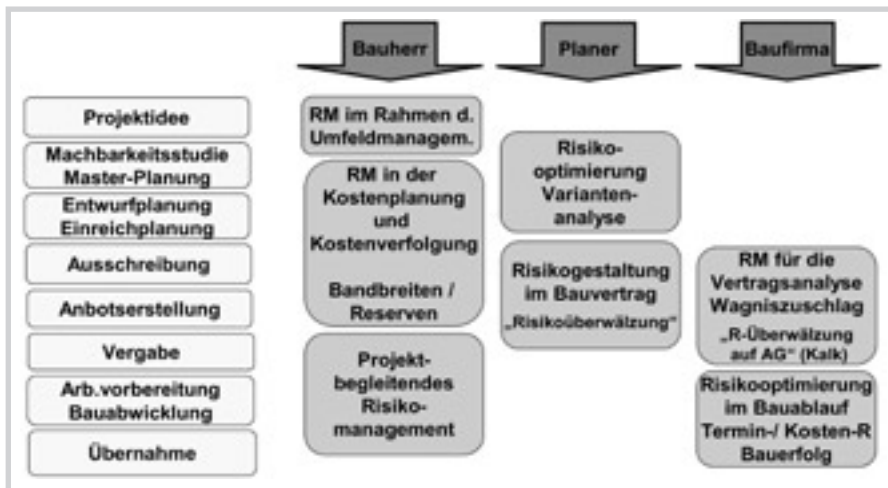 Bauherr
Planer
Baufirma
Projektidee
Machbarkeitsstudie
Master-Planung
Entwurfplanung
Einreichplanung
Ausschreibung
Anbotserstellung
Vergabe
Arb.vorbereitung
Bauabwicklung
Übernahme
RM im Rahmen d.
Umfeldmanagem.
RM in der
Kostenplanung
und
Kostenverfolgung
Bandbreiten /
Reserven
Projekt-
begleitendes
Risiko-
management
Risiko-
optimierung
Varianten-
analyse
Risikogestaltung
im Bauvertrag
„Risikoüberwälzung“
RM für die
Vertragsanalyse
Wagniszuschlag
„R-Überwälzung
auf AG“ (Kalk)
Risikooptimierung
im Bauablauf
Termin-/ Kosten-R
Bauerfolg